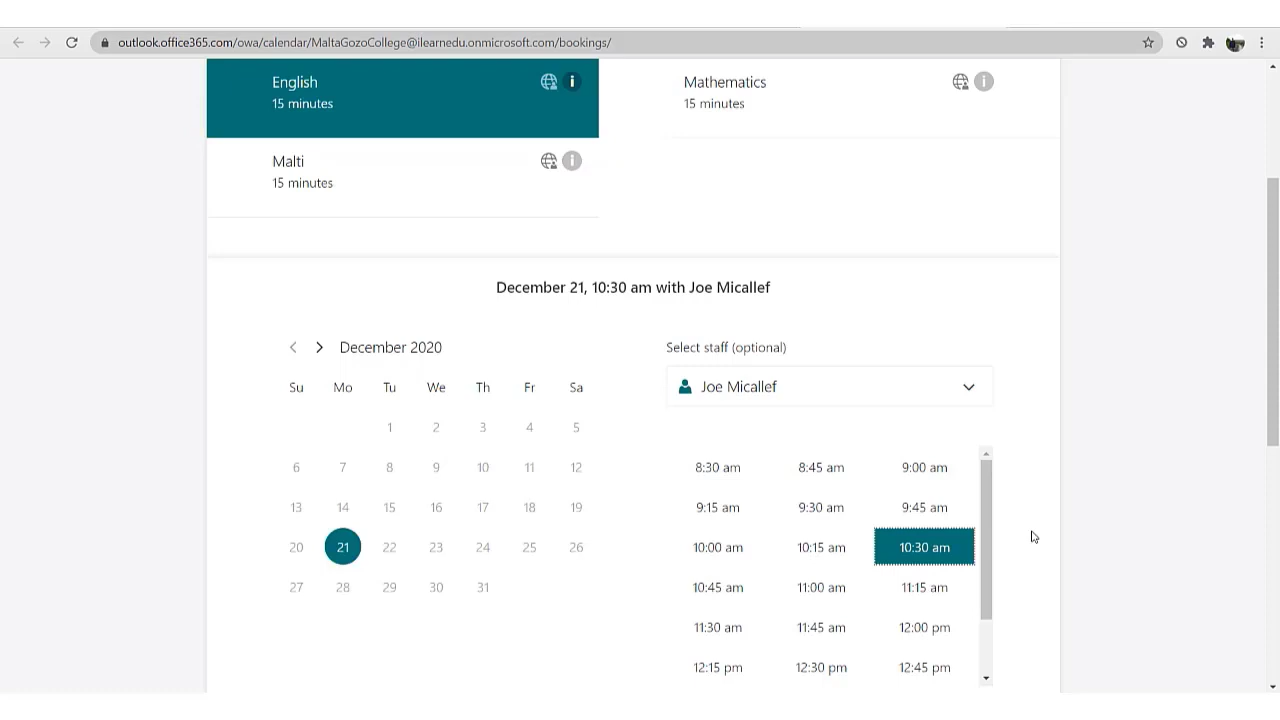 outlook.office365.com/owa/calendar/MaltaGozoCollege@ilearnedu.onmicrosoft.com/bookings/
English
15 minutes
Mathematics
15 minutes
Malti
15 minutes
December 21, 10:30 am with Joe Micallef
December 2020
Su Mo Tu We Th Fr Sa
1 2 3 4 5
6 7 8 9 10 11 12
13 14 15 16 17 18 19
20 21 22 23 24 25 26
27 28 29 30 31
Select staff (optional)
Joe Micallef
8:30 am 8:45 am 9:00 am
9:15 am 9:30 am 9:45 am
10:00 am 10:15 am 10:30 am
10:45 am 11:00 am 11:15 am
11:30 am 11:45 am 12:00 pm
12:15 pm 12:30 pm 12:45 pm